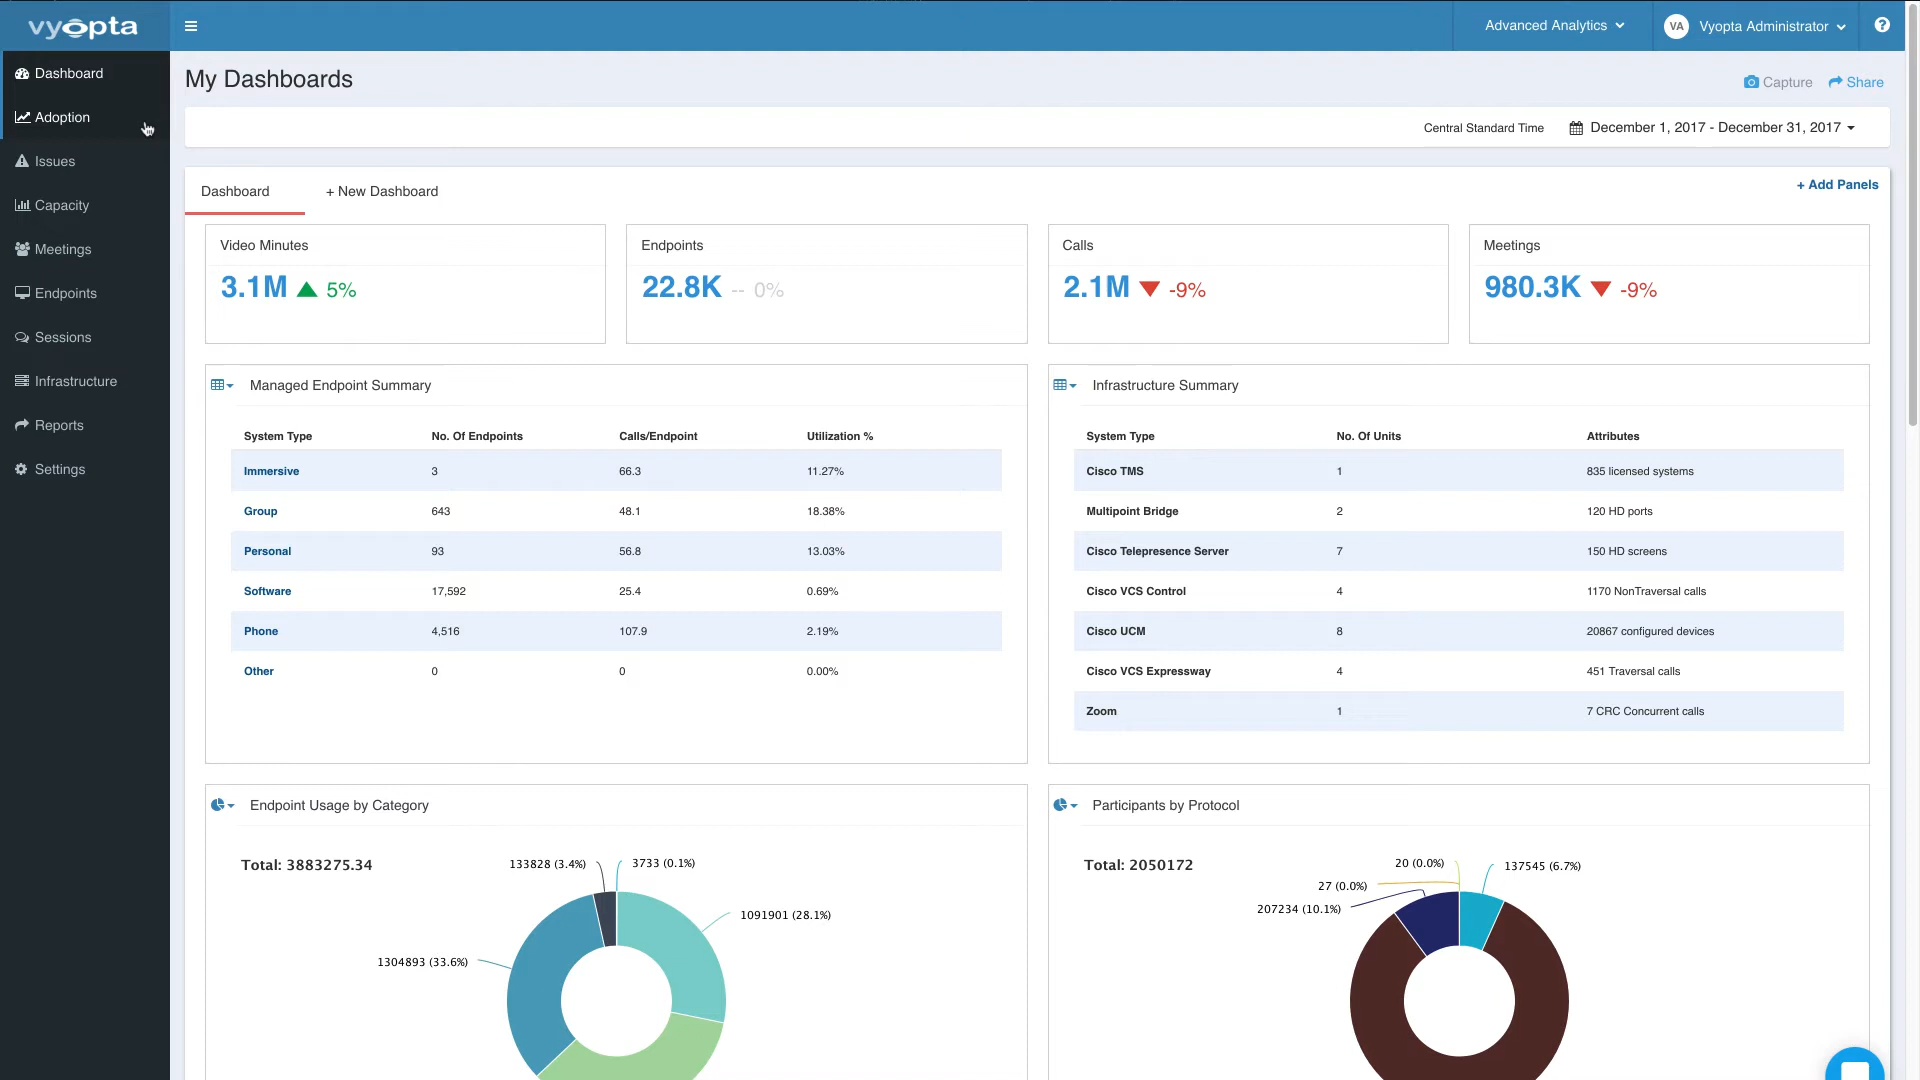 vyopta
Advanced Analytics
VA
Vyopta Administrator
?
Dashboard
Adoption
Issues
Capacity
Meetings
Endpoints
Sessions
Infrastructure
Reports
Settings
My Dashboards
Capture
Share
Central Standard Time
December 1, 2017 - December 31, 2017
Dashboard
+ New Dashboard
+ Add Panels
Video Minutes
3.1M 5%
Endpoints
22.8K -- 0%
Calls
2.1M -9%
Meetings
980.3K -9%
Managed Endpoint Summary
System Type No. Of Endpoints Calls/Endpoint Utilization %
Immersive 3 66.3 11.27%
Group 643 48.1 18.38%
Personal 93 56.8 13.03%
Software 17,592 25.4 0.69%
Phone 4,516 107.9 2.19%
Other 0 0 0.00%
Infrastructure Summary
System Type No. Of Units Attributes
Cisco TMS 1 835 licensed systems
Multipoint Bridge 2 120 HD ports
Cisco Telepresence Server 7 150 HD screens
Cisco VCS Control 4 1170 NonTraversal calls
Cisco UCM 8 20867 configured devices
Cisco VCS Expressway 4 451 Traversal calls
Zoom 1 7 CRC Concurrent calls
Endpoint Usage by Category
Total: 3883275.34
133828 (3.4%)
3733 (0.1%)
1091901 (28.1%)
1304893 (33.6%)
Participants by Protocol
Total: 2050172
20 (0.0%)
137545 (6.7%)
27 (0.0%)
207234 (10.1%)